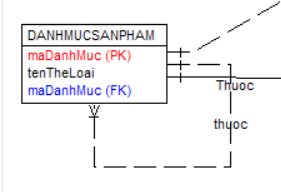 DANHMUCSANPHAM
maDanhMuc (PK)
tenTheLoai
maDanhMuc (FK)
Thuoc
thuoc